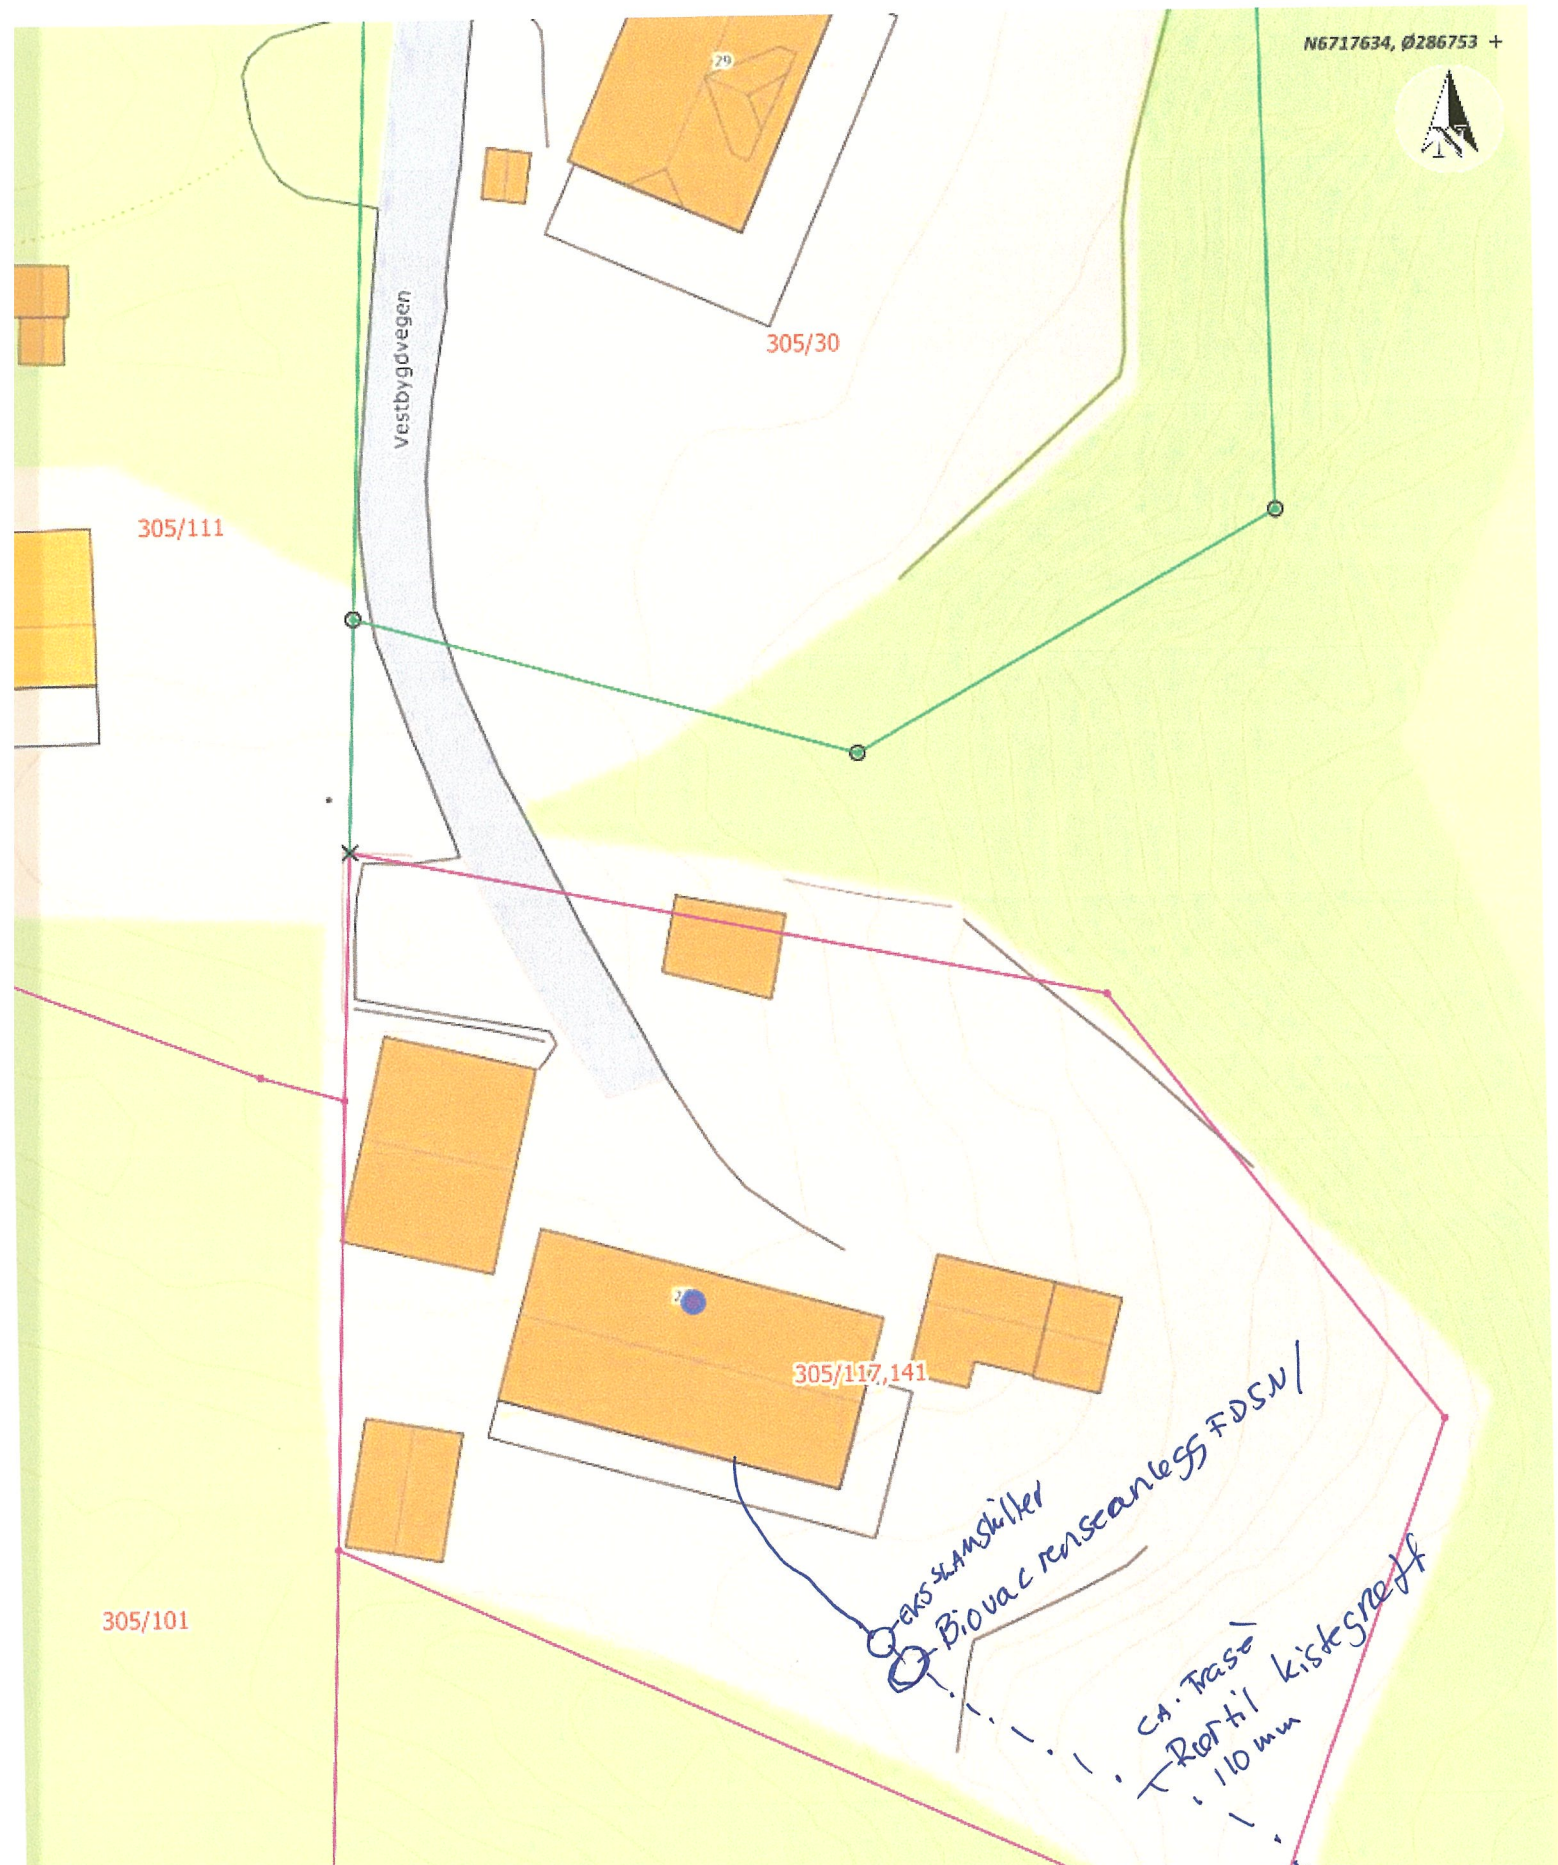 N6717634, Ø286753 +
N
29
Vestbygdvegen
305/30
305/111
305/117,141
EKS SLAMSKiller
Biovac renseanlegg FD5N/
305/101
CA. Trasè
Rør til kistegrøft
110 mm